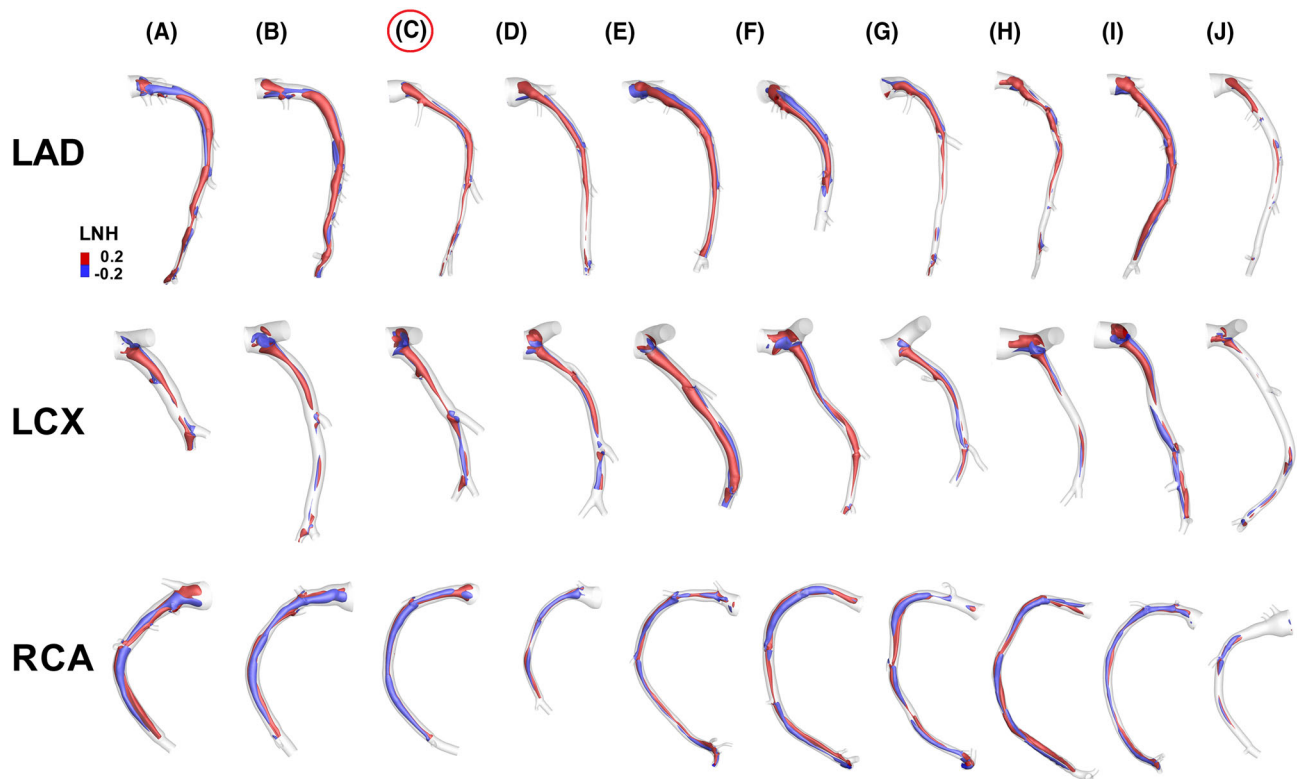 (A) (B) (C) (D) (E) (F) (G) (H) (I) (J)
LAD
LNH
0.2
-0.2
LCX
RCA